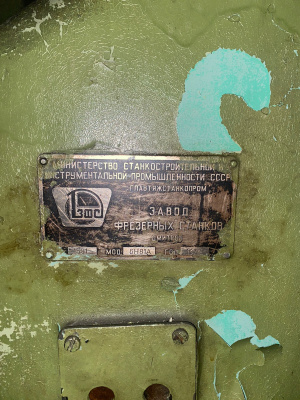 МИНИСТЕРСТВО СТАНКОСТРОИТЕЛЬНОЙ И
ИНСТРУМЕНТАЛЬНОЙ ПРОМЫШЛЕННОСТИ СССР
ГЛАВТЯЖСТАНКОПРОМ
ЗАВОД
ФРЕЗЕРНЫХ СТАНКОВ
МОД.